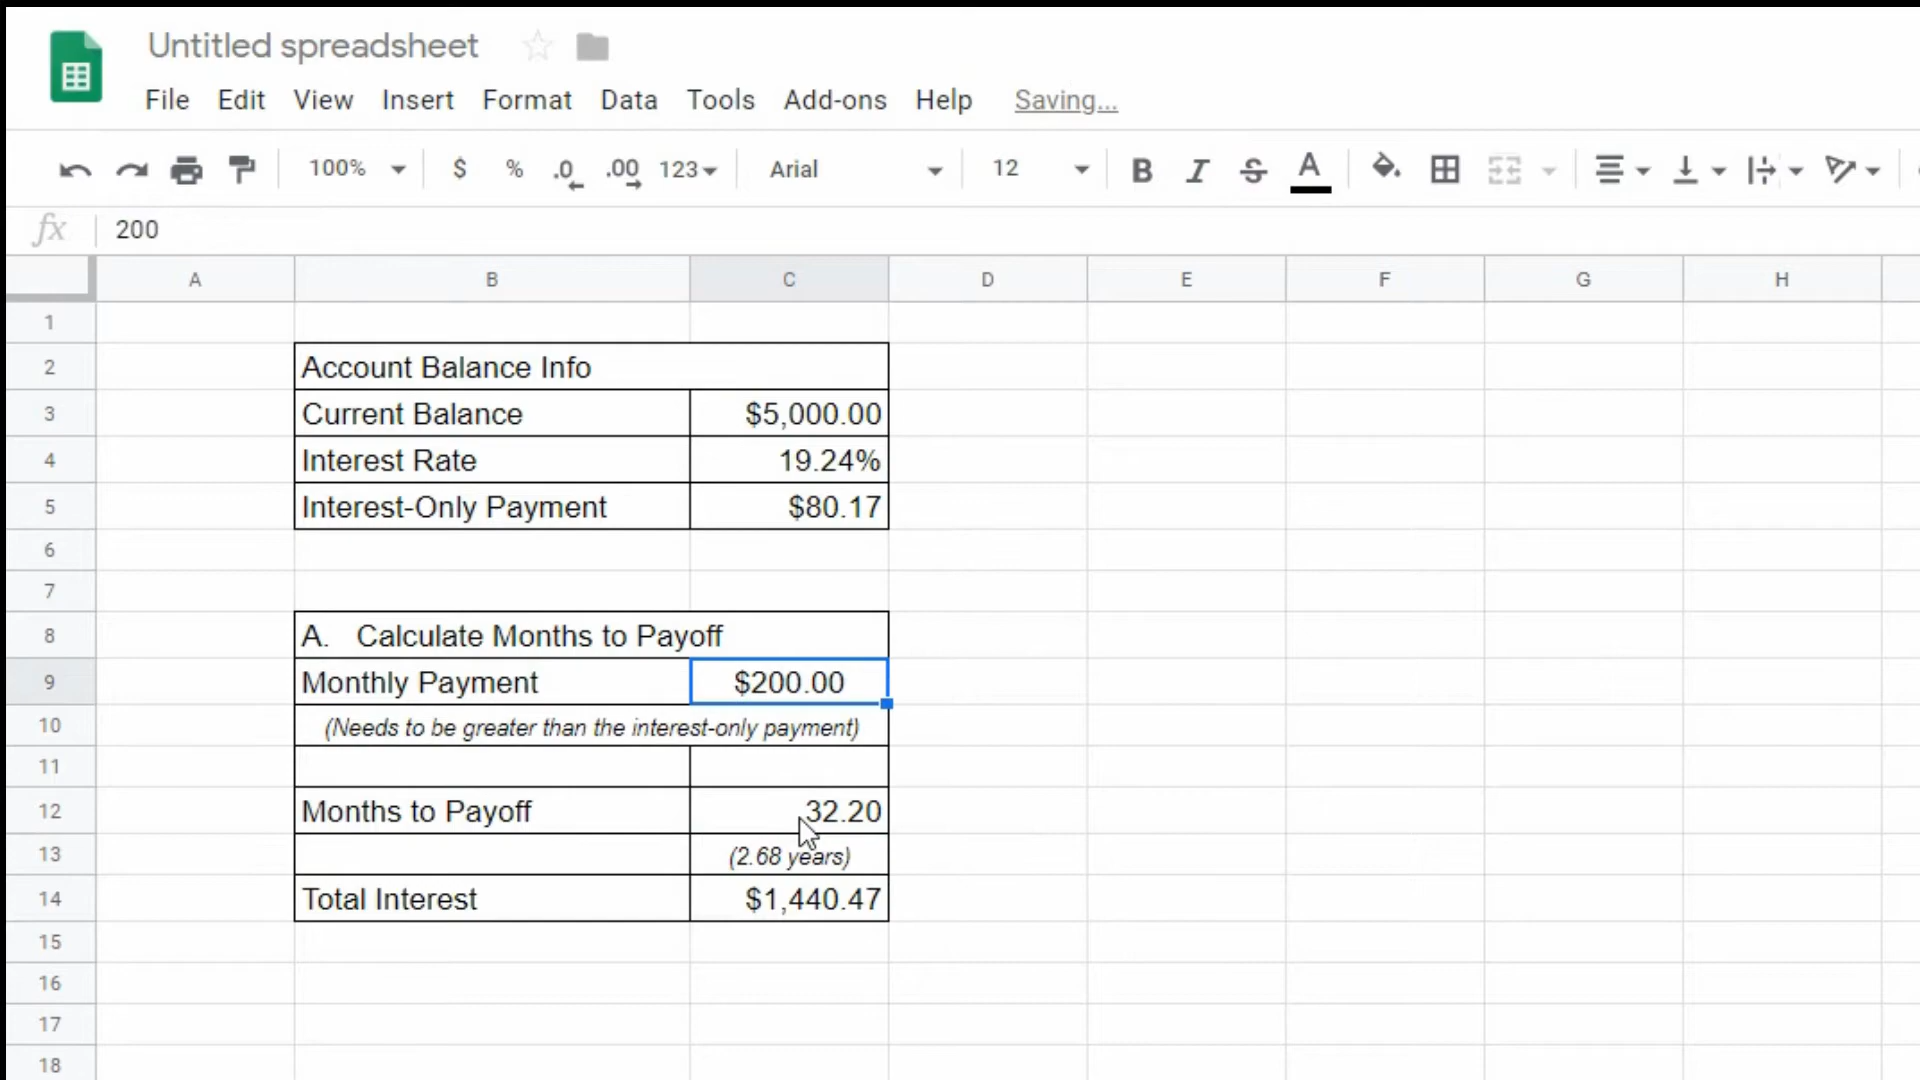 Untitled spreadsheet
File Edit View Insert Format Data Tools Add-ons Help Saving...
100% $ % .0 .00 123 Arial 12 B I S A
fx 200
A B C D E F G H
1
2 Account Balance Info
3 Current Balance $5,000.00
4 Interest Rate 19.24%
5 Interest-Only Payment $80.17
6
7
8 A. Calculate Months to Payoff
9 Monthly Payment $200.00
10 (Needs to be greater than the interest-only payment)
11
12 Months to Payoff 32.20
13 (2.68 years)
14 Total Interest $1,440.47
15
16
17
18